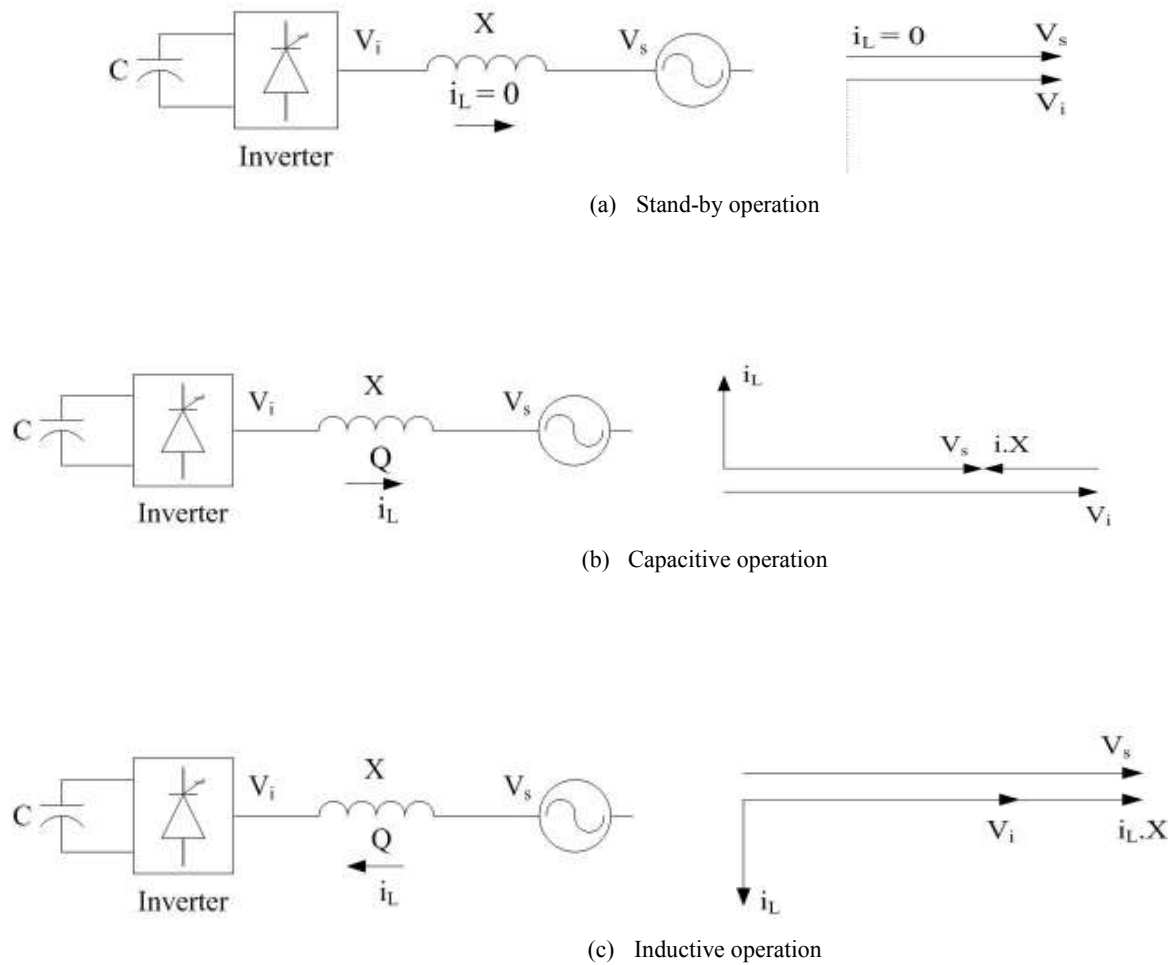 C
V_i
X
i_L = 0
V_s
Inverter
i_L = 0
V_s
V_i
(a) Stand-by operation
C
V_i
X
Q
i_L
V_s
Inverter
i_L
V_s
i.X
V_i
(b) Capacitive operation
C
V_i
X
Q
i_L
V_s
Inverter
V_s
V_i
i_L.X
i_L
(c) Inductive operation